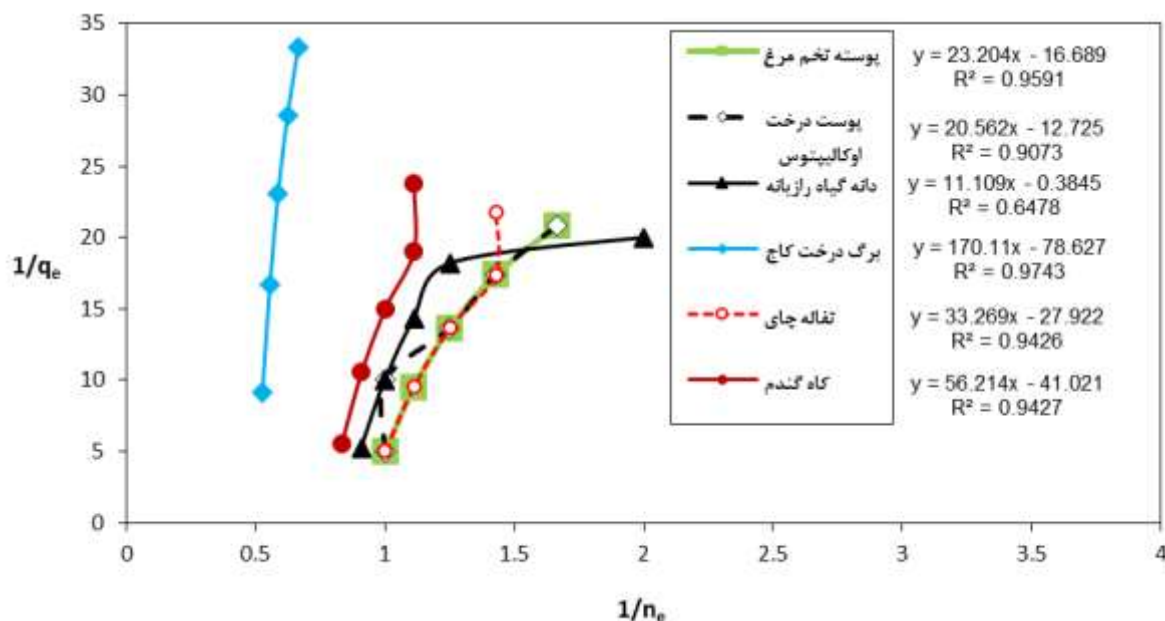 35
30
25
20
15
10
5
0
1/qₑ
0 0.5 1 1.5 2 2.5 3 3.5 4
1/nₑ
پوسته تخم مرغ
y = 23.204x - 16.689
R² = 0.9591
پوست درخت
اوکالیپتوس
y = 20.562x - 12.725
R² = 0.9073
دانه گیاه رازیانه
y = 11.109x - 0.3845
R² = 0.6478
برگ درخت کاج
y = 170.11x - 78.627
R² = 0.9743
تفاله چای
y = 33.269x - 27.922
R² = 0.9426
کاه گندم
y = 56.214x - 41.021
R² = 0.9427